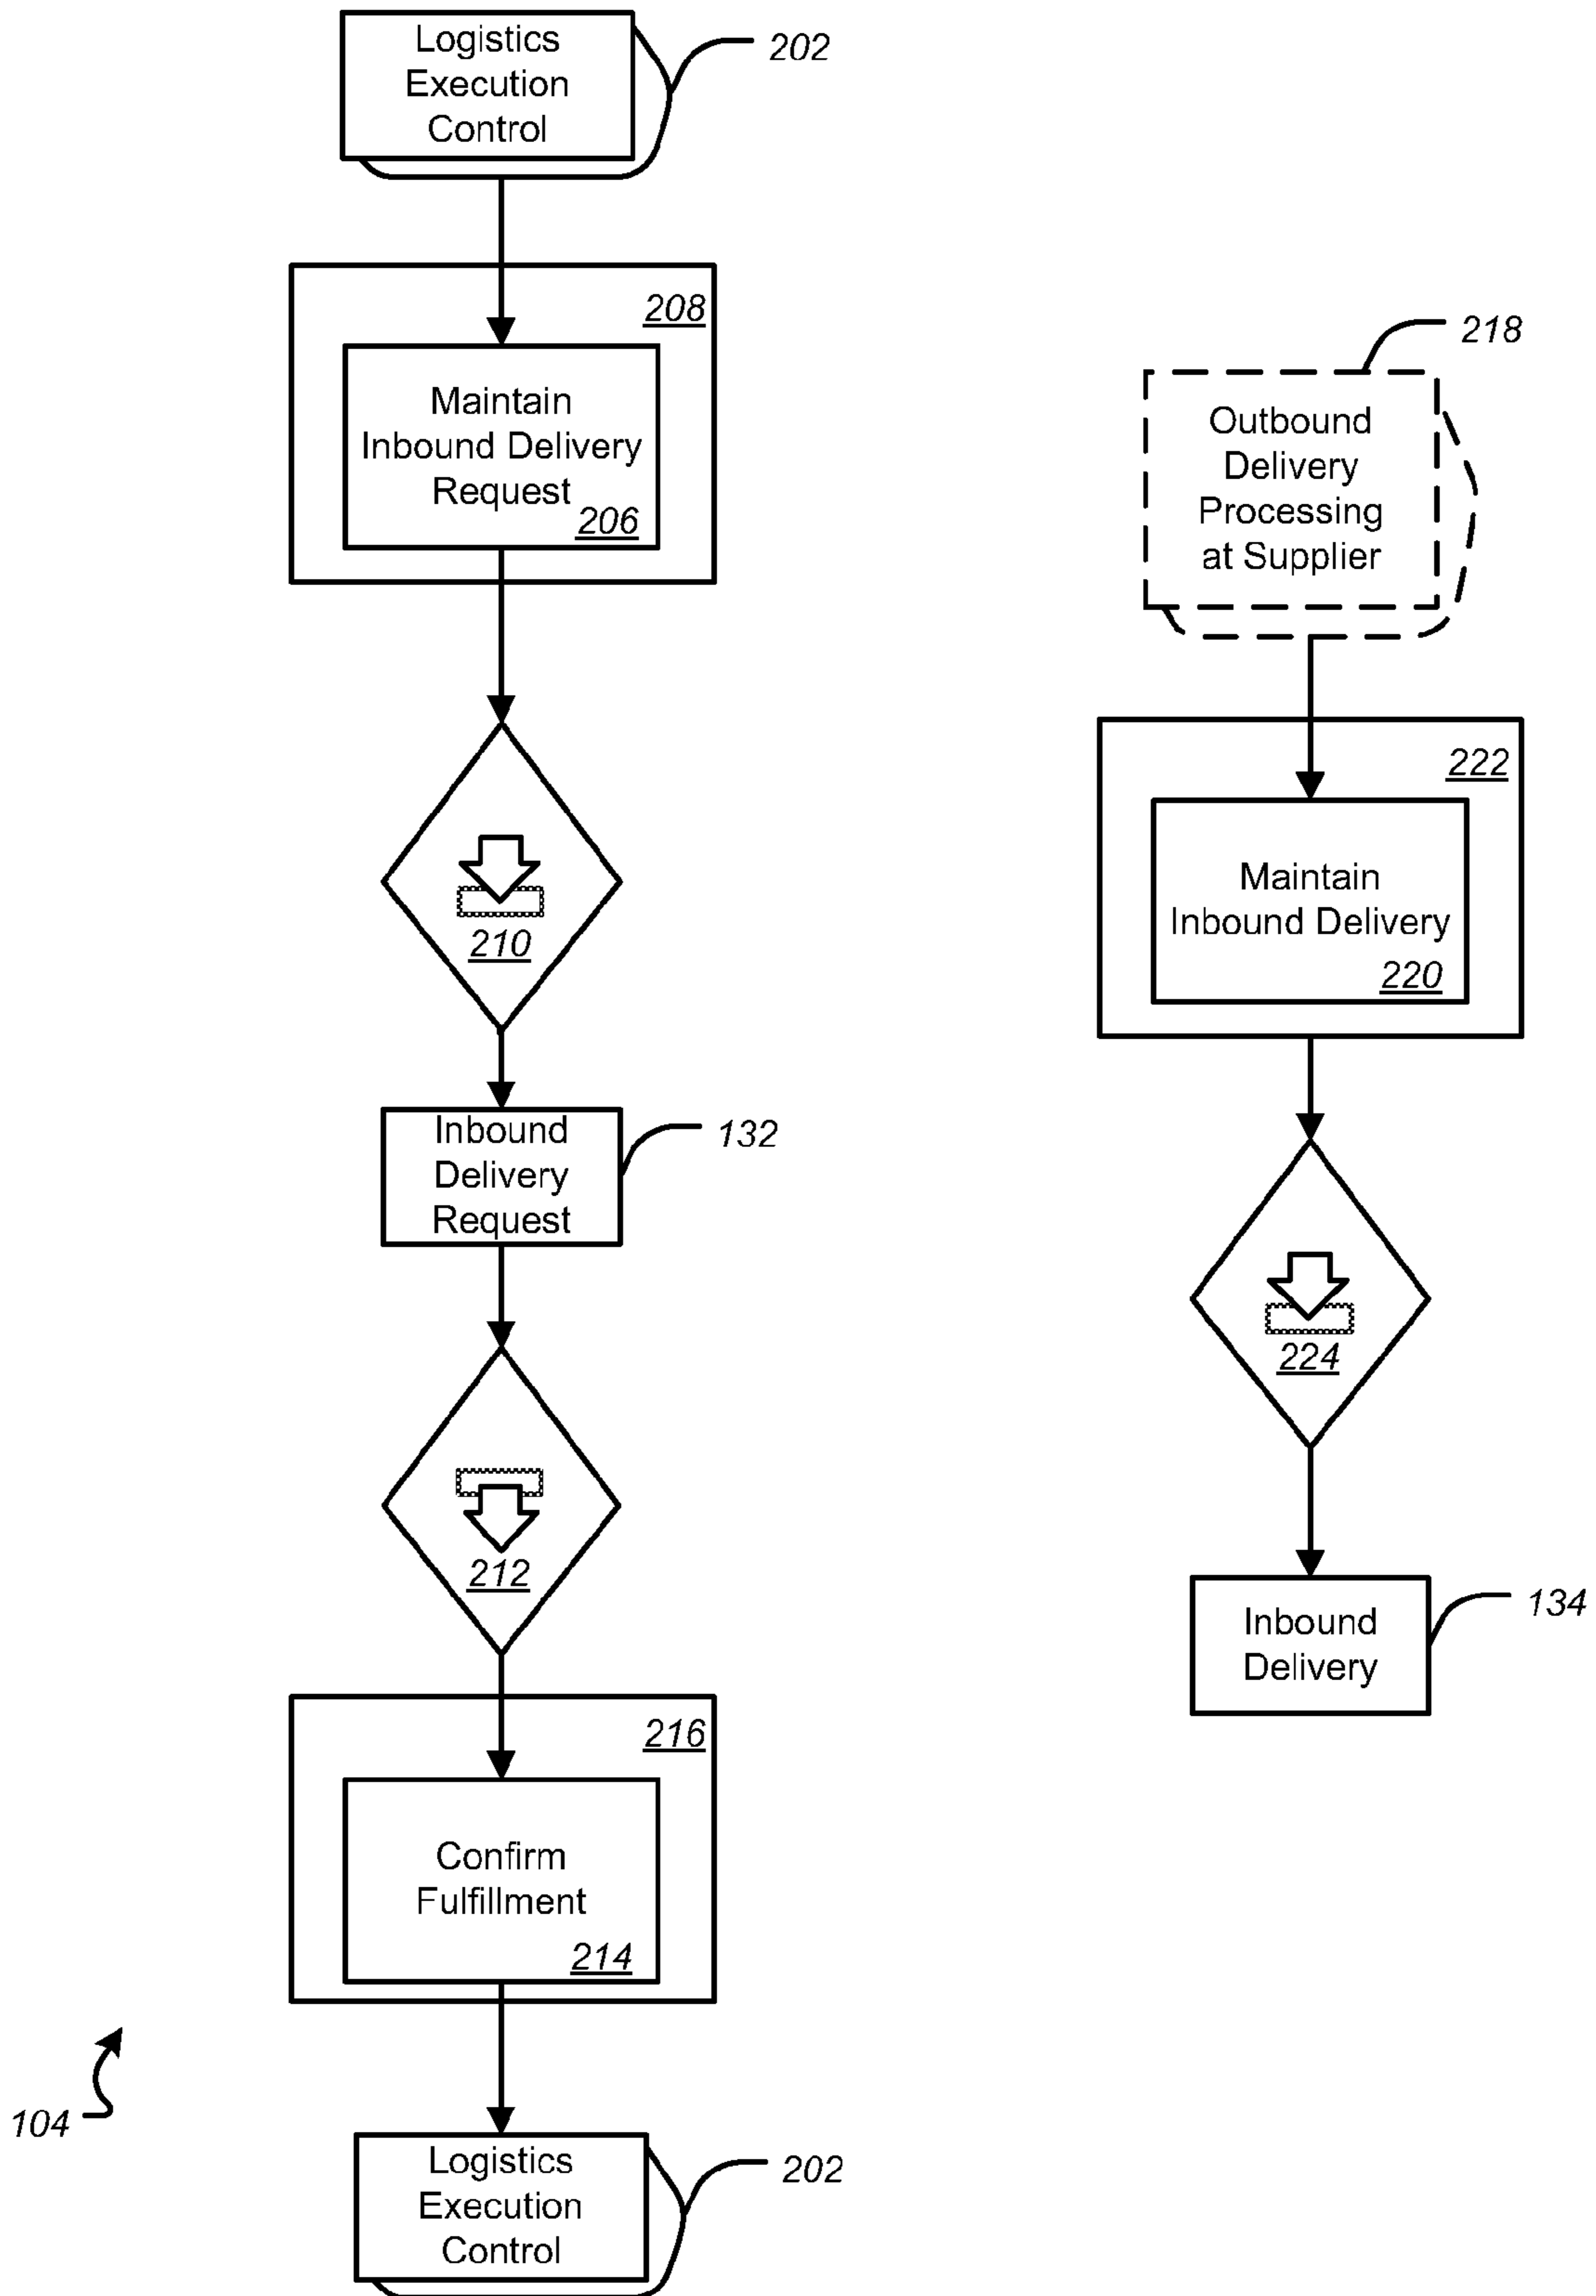 Logistics
Execution
Control
202
208
Maintain
Inbound Delivery
Request
206
210
Inbound
Delivery
Request
132
212
216
Confirm
Fulfillment
214
104
Logistics
Execution
Control
202
218
Outbound
Delivery
Processing
at Supplier
222
Maintain
Inbound Delivery
220
224
Inbound
Delivery
134